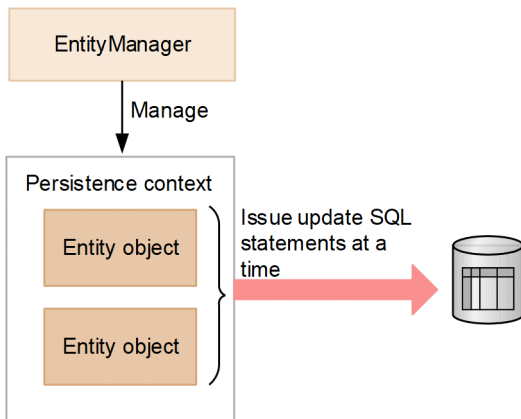 EntityManager
Manage
Persistence context
Entity object
Entity object
Issue update SQL
statements at a
time